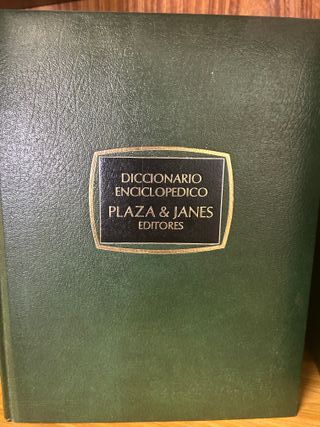 DICCIONARIO
ENCICLOPEDICO
PLAZA & JANES
EDITORES